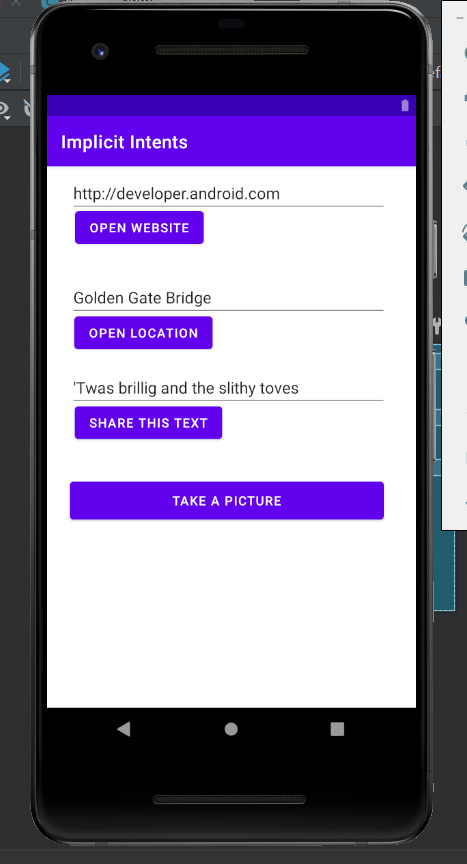 Implicit Intents
http://developer.android.com
OPEN WEBSITE
Golden Gate Bridge
OPEN LOCATION
'Twas brillig and the slithy toves
SHARE THIS TEXT
TAKE A PICTURE